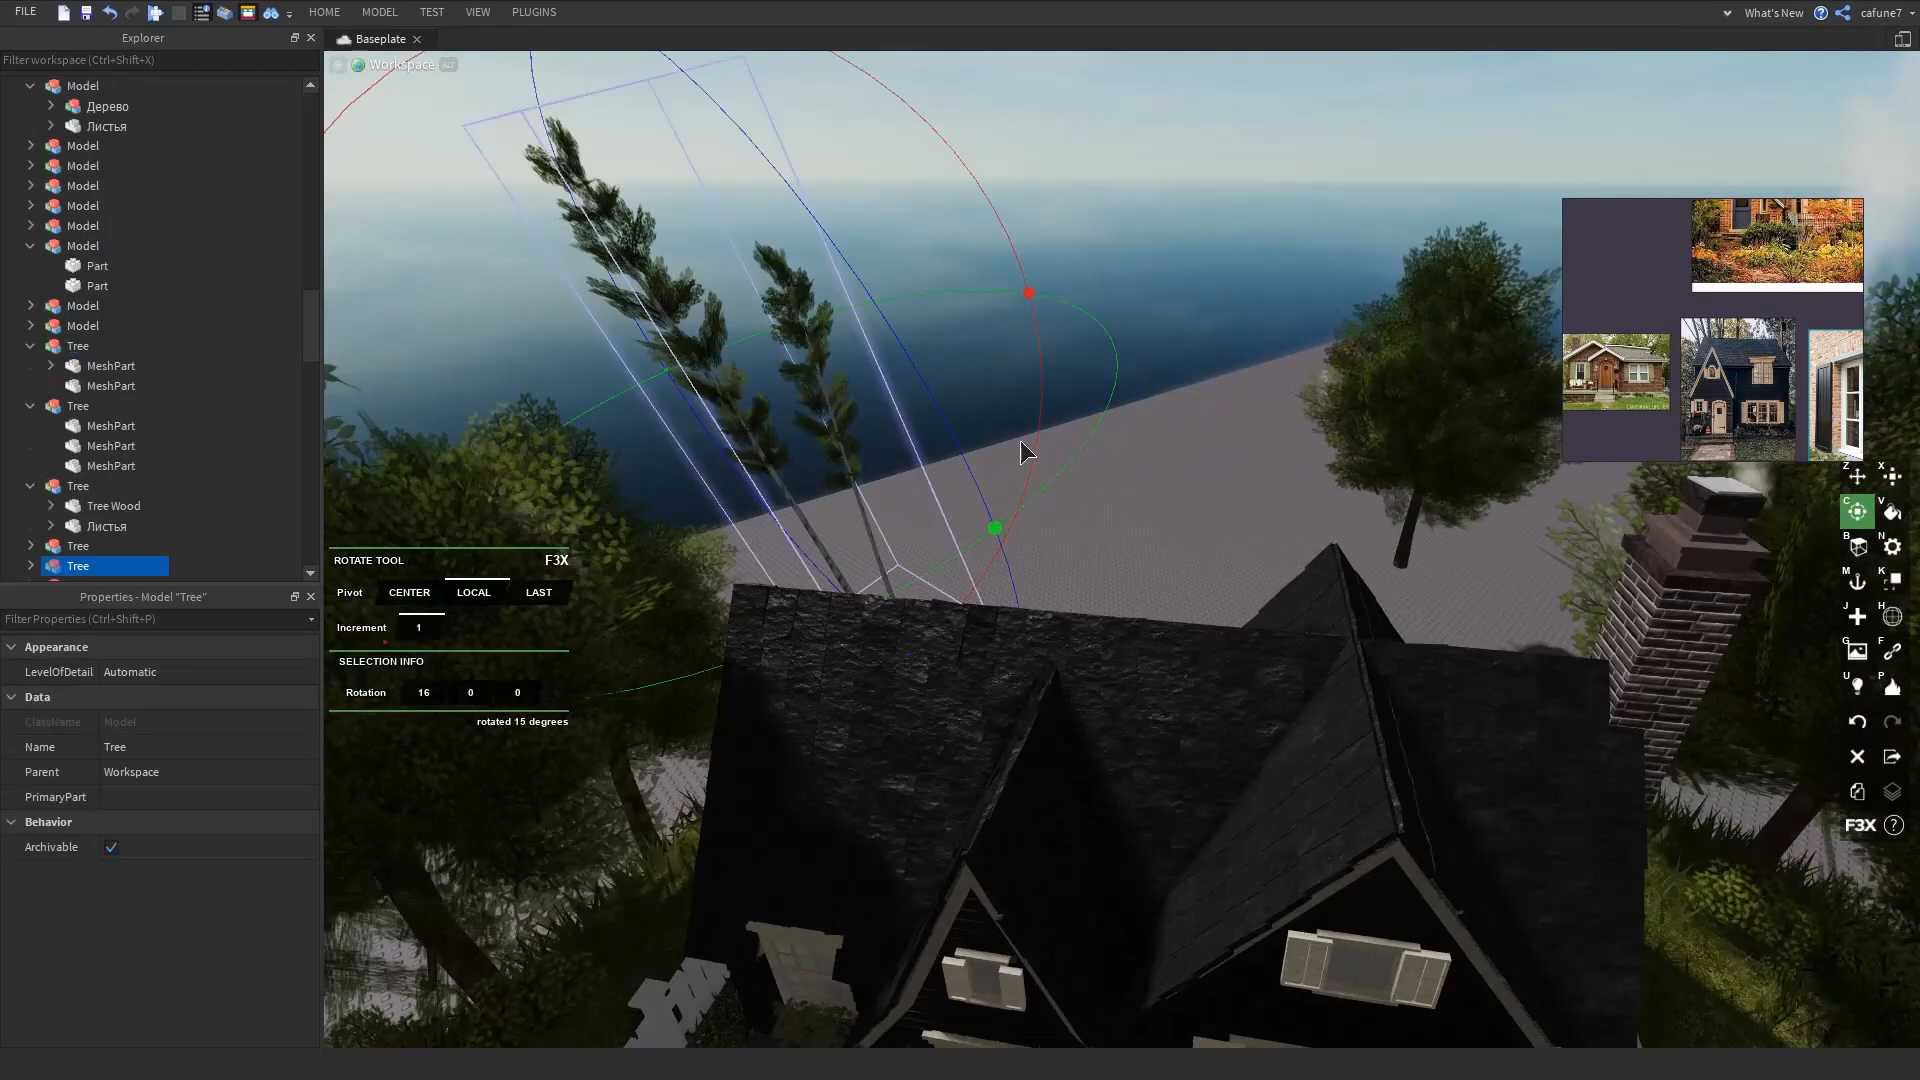 FILE
HOME
MODEL
TEST
VIEW
PLUGINS
What's New
cafune7
Explorer
Filter workspace (Ctrl+Shift+X)
Model
Дерево
Листья
Model
Model
Model
Model
Model
Model
Part
Part
Model
Model
Tree
MeshPart
MeshPart
Tree
MeshPart
MeshPart
MeshPart
Tree
Tree Wood
Листья
Tree
Tree
Properties - Model "Tree"
Filter Properties (Ctrl+Shift+P)
Appearance
LevelOfDetail Automatic
Data
ClassName Model
Name Tree
Parent Workspace
PrimaryPart
Behavior
Archivable
Baseplate
Workspace ALT
ROTATE TOOL F3X
Pivot CENTER LOCAL LAST
Increment 1
SELECTION INFO
Rotation 16 0 0
rotated 15 degrees
Z X
C V
B N
M K
J H
G F
U P
F3X ?